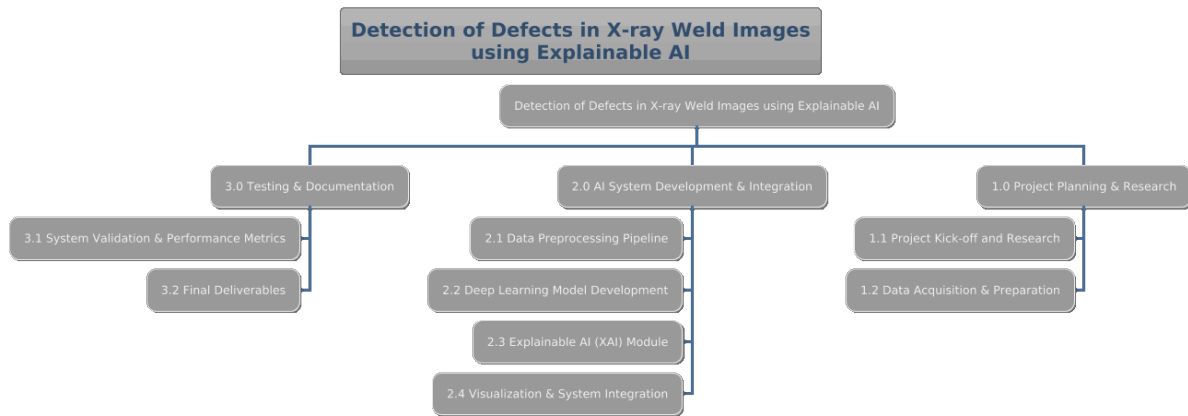 Detection of Defects in X-ray Weld Images
using Explainable AI
Detection of Defects in X-ray Weld Images using Explainable AI
3.0 Testing & Documentation
2.0 AI System Development & Integration
1.0 Project Planning & Research
3.1 System Validation & Performance Metrics
2.1 Data Preprocessing Pipeline
1.1 Project Kick-off and Research
3.2 Final Deliverables
2.2 Deep Learning Model Development
1.2 Data Acquisition & Preparation
2.3 Explainable AI (XAI) Module
2.4 Visualization & System Integration